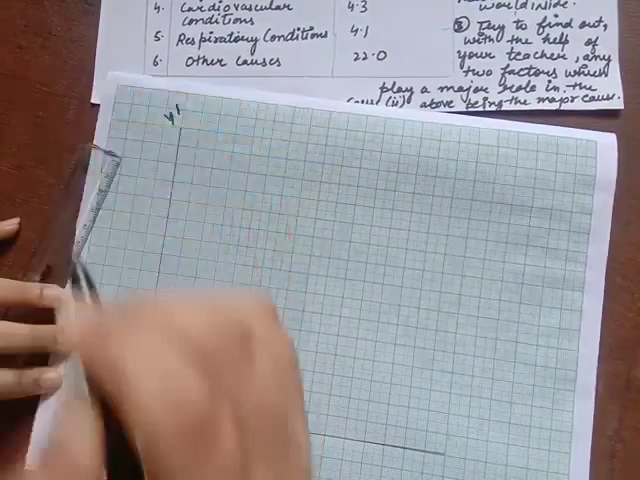 4. Cardiovascular conditions 4.3
5. Respiratory Conditions 4.1
6. Other Causes 22.0
worldwide.
③ Try to find out,
with the help of
your teacher, any
two factors which
play a major role in the
cause (ii) above being the major cause.
y'